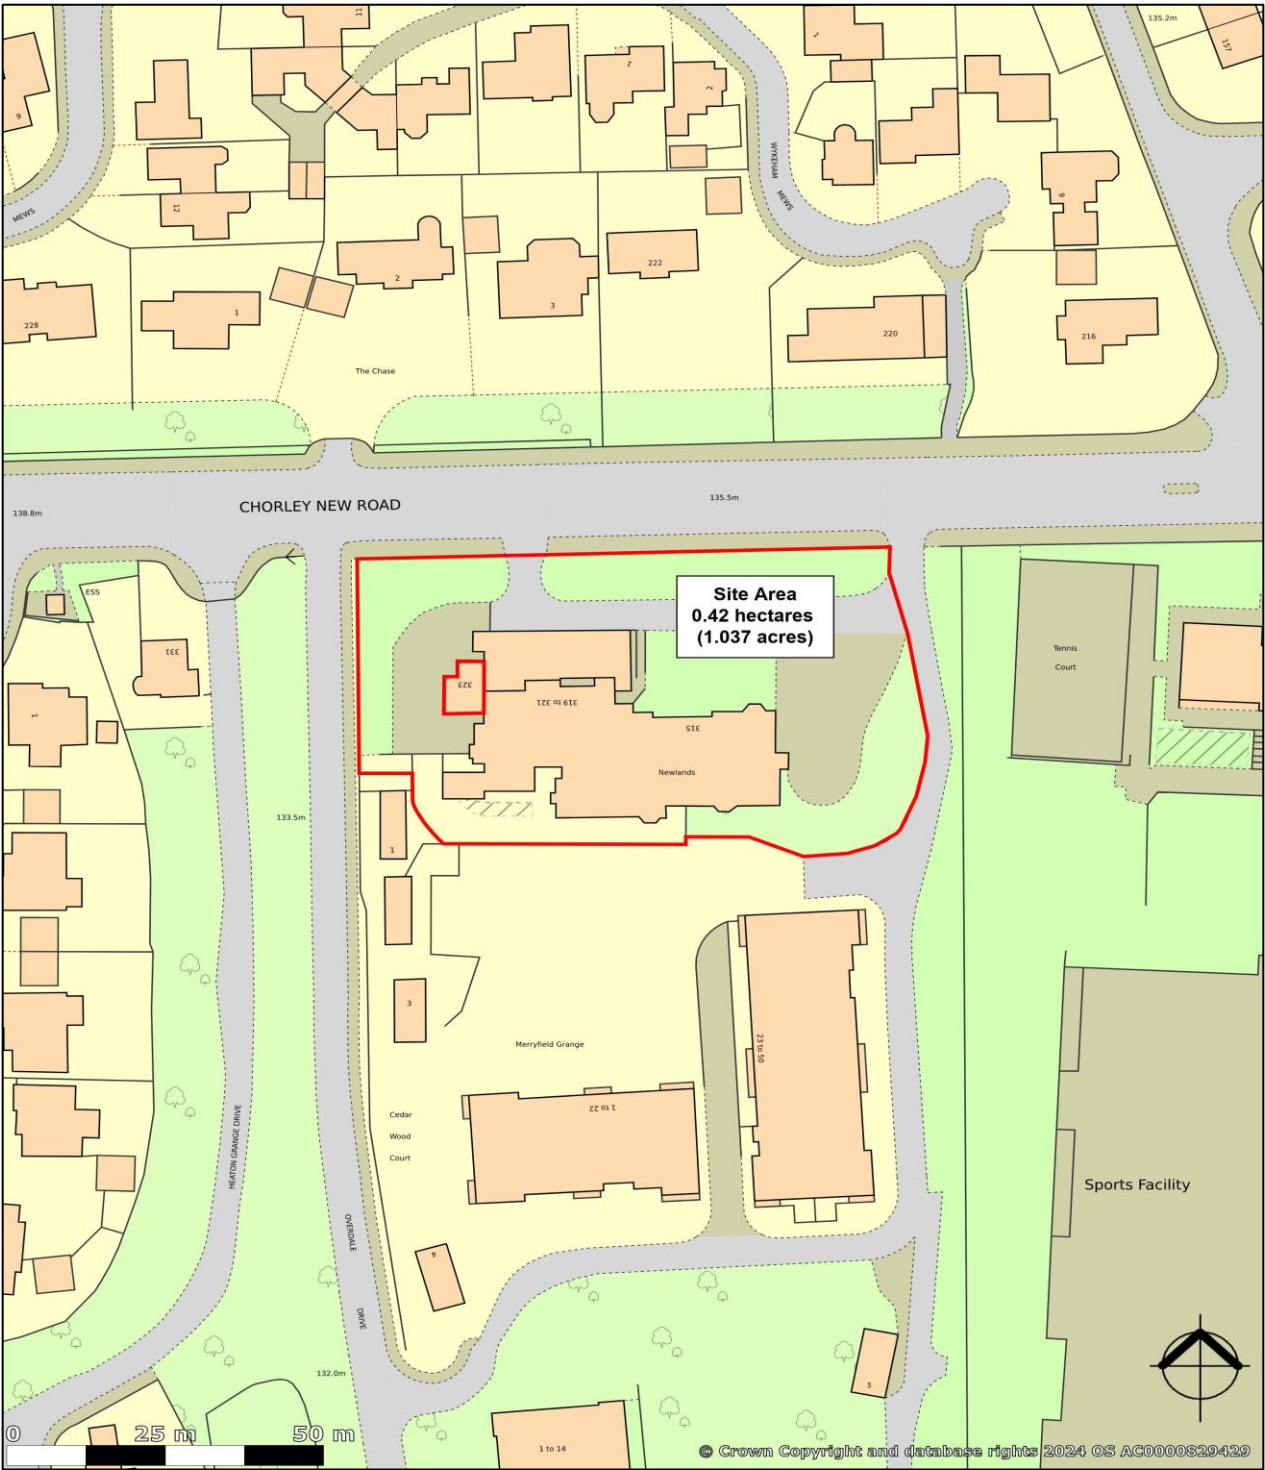 11
135.2m
157
1
1
2
9
WYKEHAM
MEWS
MEWS
12
9
2
222
3
1
228
220
216
The Chase
CHORLEY NEW ROAD
135.5m
138.8m
ESS
Site Area
0.42 hectares
(1.037 acres)
331
323
319 to 321
315
Newlands
Tennis
Court
1
133.5m
1
3
Merryfield Grange
23 to 50
1 to 22
Cedar
Wood
Court
HEATON GRANGE DRIVE
OVERDALE
DRIVE
Sports Facility
4
132.0m
5
1 to 14
0 25 m 50 m
© Crown Copyright and database rights 2024 OS AC0000829429